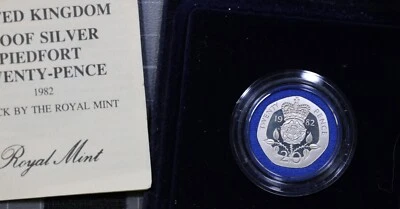 TED KINGDOM
OOF SILVER
PIEDFORT
ENTY-PENCE
1982
CK BY THE ROYAL MINT
Royal Mint
TWENTY PENCE
19 82
20